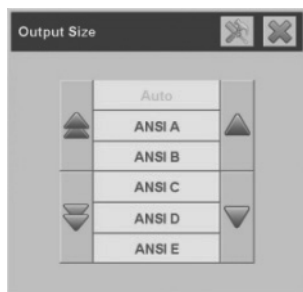 Output Size
Auto
ANSI A
ANSI B
ANSI C
ANSI D
ANSI E